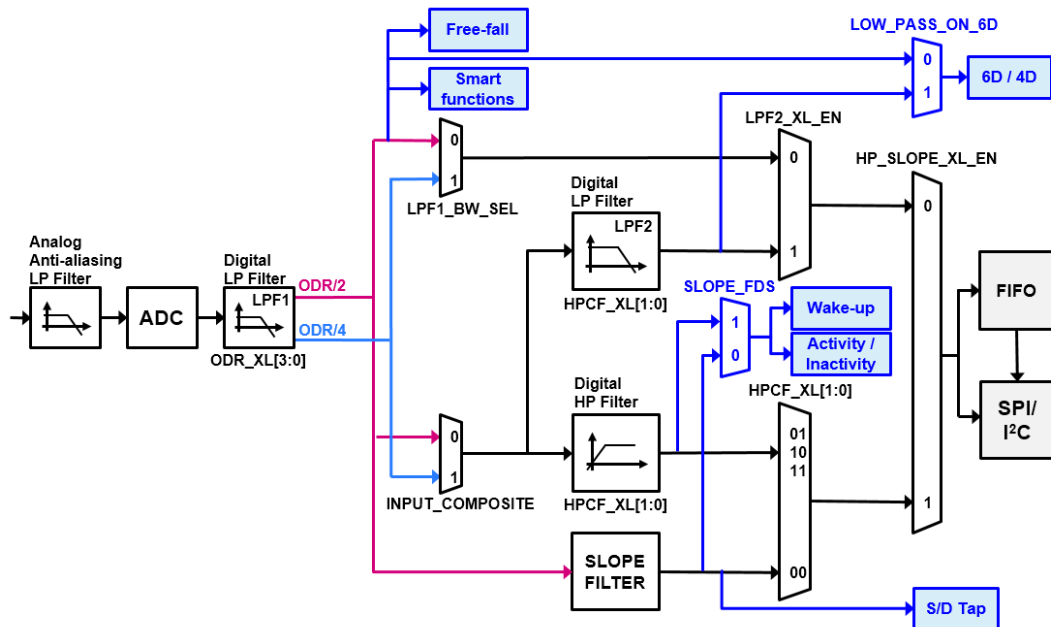 Free-fall
LOW_PASS_ON_6D
0
6D / 4D
Smart
functions
1
LPF2_XL_EN
0
HP_SLOPE_XL_EN
0
1
LPF1_BW_SEL
Digital
LP Filter
LPF2
HPCF_XL[1:0]
0
1
Analog
Anti-aliasing
LP Filter
ADC
Digital
LP Filter
LPF1
ODR_XL[3:0]
ODR/2
ODR/4
SLOPE_FDS
1
0
Wake-up
Activity /
Inactivity
FIFO
SPI/
I²C
Digital
HP Filter
HPCF_XL[1:0]
HPCF_XL[1:0]
01
10
11
00
0
1
INPUT_COMPOSITE
1
SLOPE
FILTER
S/D Tap